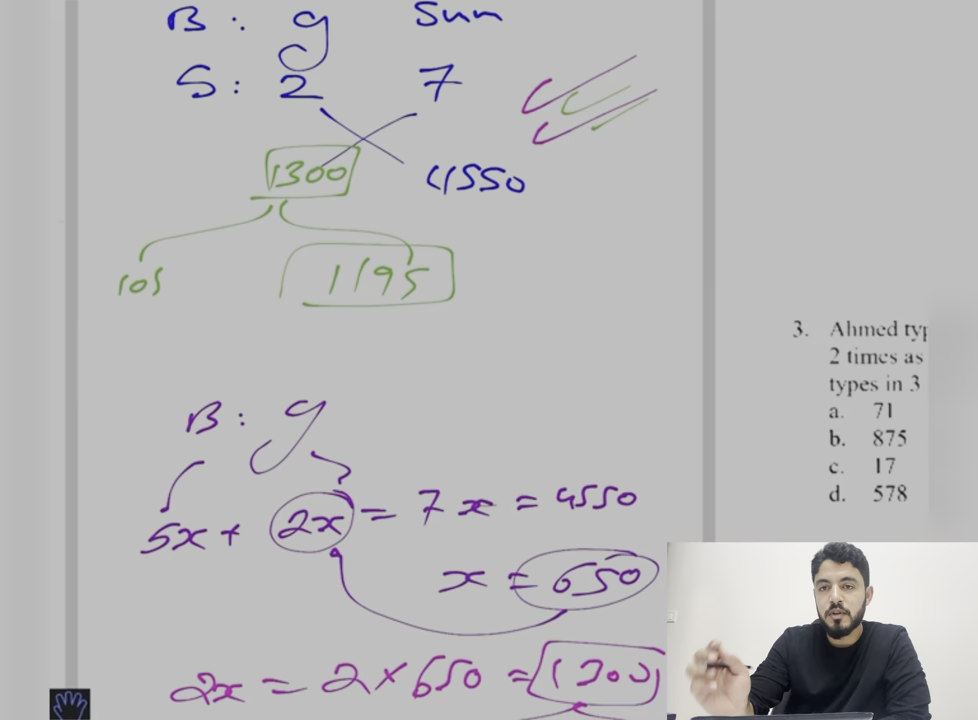 B : g Sum
5 : 2 7
1300 4550
105 1195
B : g
5x + 2x = 7x = 4550
x = 650
2x = 2 × 650 = 1300
3. Ahmed typ
2 times as
types in 3
a. 71
b. 875
c. 17
d. 578